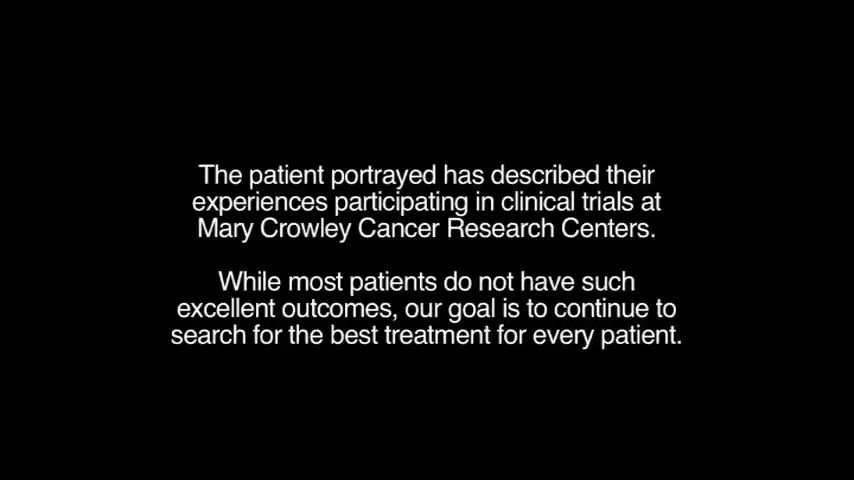 The patient portrayed has described their
experiences participating in clinical trials at
Mary Crowley Cancer Research Centers.
While most patients do not have such
excellent outcomes, our goal is to continue to
search for the best treatment for every patient.